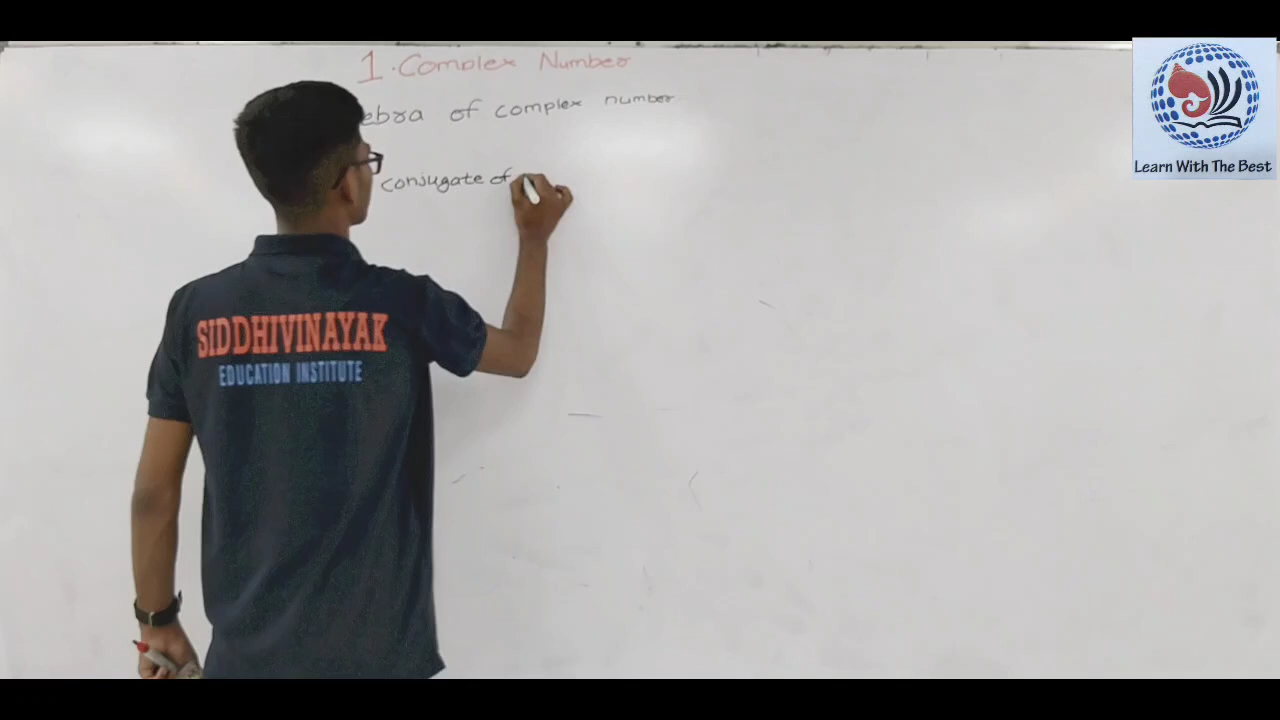 1. Complex Number
ebra of complex number
conjugate of
SIDDHIVINAYAK
EDUCATION INSTITUTE
Learn With The Best